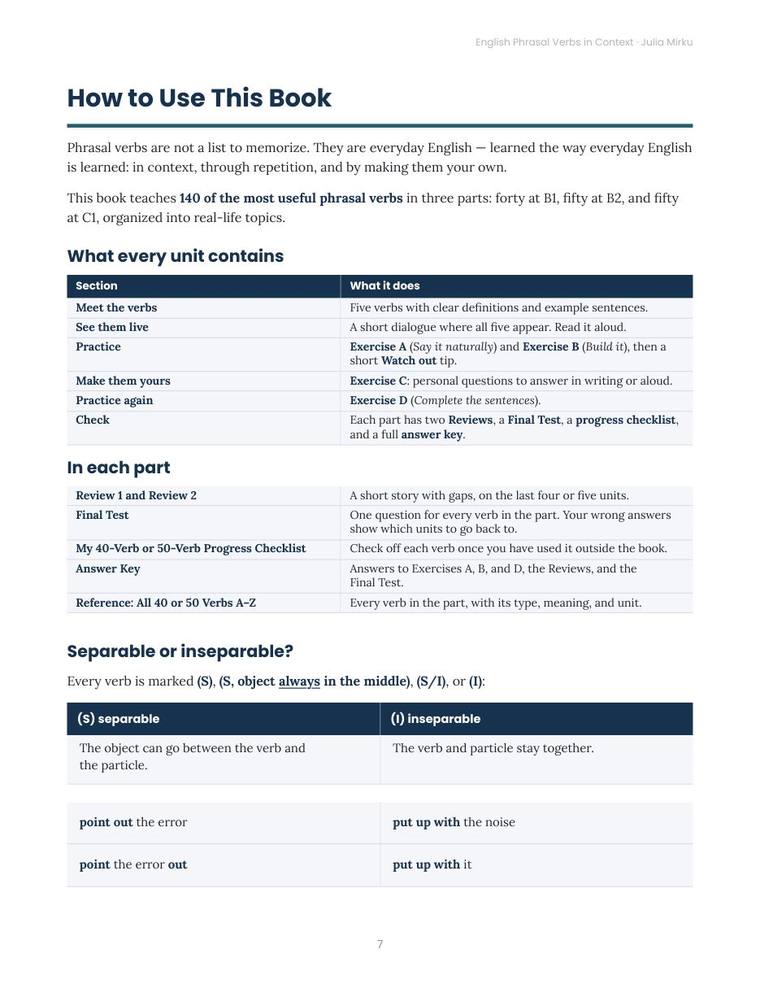 English Phrasal Verbs in Context · Julia Mirku
How to Use This Book
Phrasal verbs are not a list to memorize. They are everyday English — learned the way everyday English
is learned: in context, through repetition, and by making them your own.
This book teaches 140 of the most useful phrasal verbs in three parts: forty at B1, fifty at B2, and fifty
at C1, organized into real-life topics.
What every unit contains
Section What it does
Meet the verbs Five verbs with clear definitions and example sentences.
See them live A short dialogue where all five appear. Read it aloud.
Practice Exercise A (Say it naturally) and Exercise B (Build it), then a
short Watch out tip.
Make them yours Exercise C: personal questions to answer in writing or aloud.
Practice again Exercise D (Complete the sentences).
Check Each part has two Reviews, a Final Test, a progress checklist,
and a full answer key.
In each part
Review 1 and Review 2 A short story with gaps, on the last four or five units.
Final Test One question for every verb in the part. Your wrong answers
show which units to go back to.
My 40-Verb or 50-Verb Progress Checklist Check off each verb once you have used it outside the book.
Answer Key Answers to Exercises A, B, and D, the Reviews, and the
Final Test.
Reference: All 40 or 50 Verbs A–Z Every verb in the part, with its type, meaning, and unit.
Separable or inseparable?
Every verb is marked (S), (S, object always in the middle), (S/I), or (I):
(S) separable (I) inseparable
The object can go between the verb and The verb and particle stay together.
the particle.
point out the error put up with the noise
point the error out put up with it
7